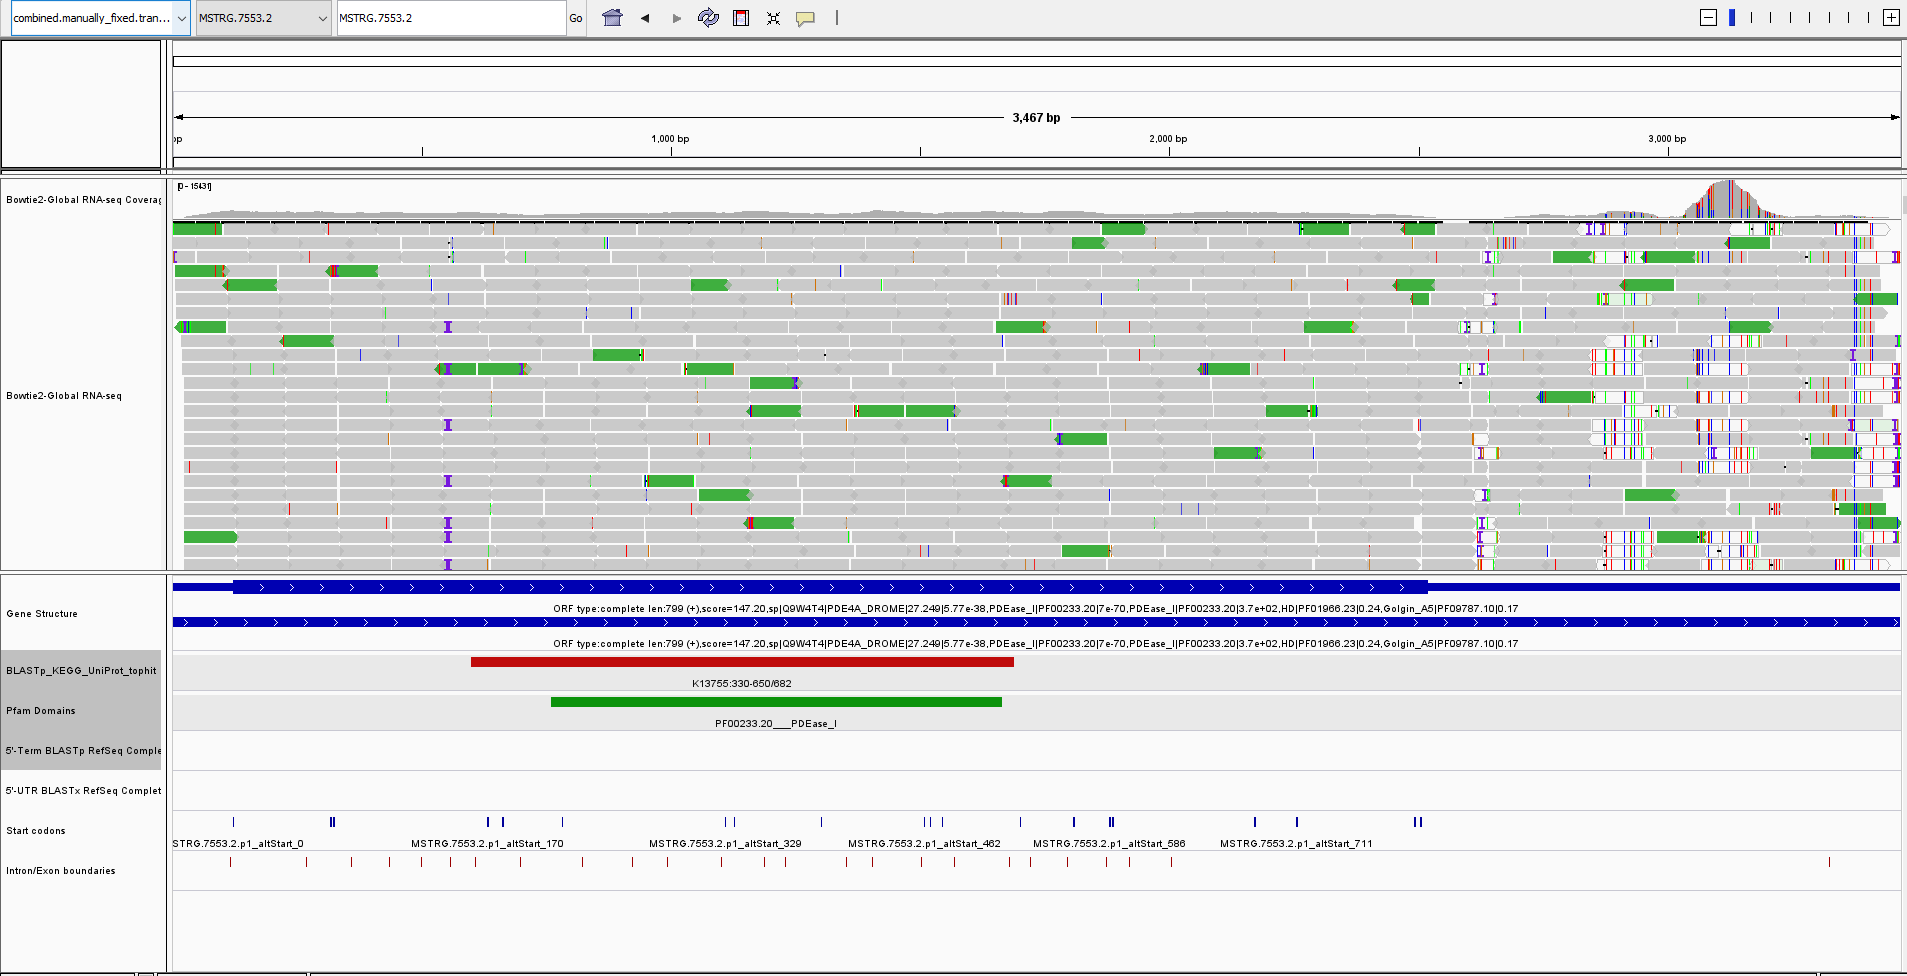 combined.manually_fixed.tran... MSTRG.7553.2 MSTRG.7553.2 Go
3,467 bp
bp 1,000 bp 2,000 bp 3,000 bp
[0 - 15431]
Bowtie2-Global RNA-seq Coverag
Bowtie2-Global RNA-seq
ORF type:complete len:799 (+),score=147.20,sp|Q9W4T4|PDE4A_DROME|27.249|5.77e-38,PDEase_I|PF00233.20|7e-70,PDEase_I|PF00233.20|3.7e+02,HD|PF01966.23|0.24,Golgin_A5|PF09787.10|0.17
Gene Structure
ORF type:complete len:799 (+),score=147.20,sp|Q9W4T4|PDE4A_DROME|27.249|5.77e-38,PDEase_I|PF00233.20|7e-70,PDEase_I|PF00233.20|3.7e+02,HD|PF01966.23|0.24,Golgin_A5|PF09787.10|0.17
BLASTp_KEGG_UniProt_tophit
K13755:330-650/682
Pfam Domains
PF00233.20___PDEase_I
5'-Term BLASTp RefSeq Comple
5'-UTR BLASTx RefSeq Complet
Start codons
STRG.7553.2.p1_altStart_0 MSTRG.7553.2.p1_altStart_170 MSTRG.7553.2.p1_altStart_329 MSTRG.7553.2.p1_altStart_462 MSTRG.7553.2.p1_altStart_586 MSTRG.7553.2.p1_altStart_711
Intron/Exon boundaries